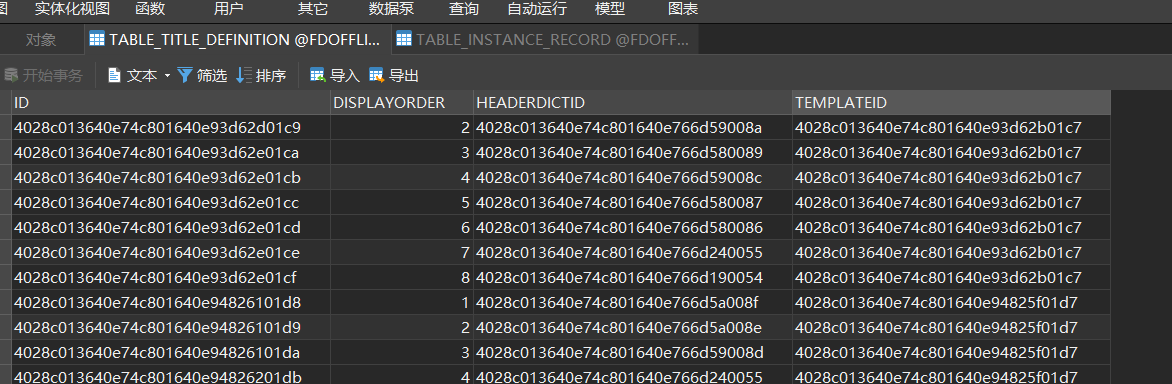 图 实体化视图 函数 用户 其它 数据泵 查询 自动运行 模型 图表
对象 TABLE_TITLE_DEFINITION @FDOFFLI... TABLE_INSTANCE_RECORD @FDOFF...
开始事务 文本 筛选 排序 导入 导出
ID DISPLAYORDER HEADERDICTID TEMPLATEID
4028c013640e74c801640e93d62d01c9 2 4028c013640e74c801640e766d59008a 4028c013640e74c801640e93d62b01c7
4028c013640e74c801640e93d62e01ca 3 4028c013640e74c801640e766d580089 4028c013640e74c801640e93d62b01c7
4028c013640e74c801640e93d62e01cb 4 4028c013640e74c801640e766d59008c 4028c013640e74c801640e93d62b01c7
4028c013640e74c801640e93d62e01cc 5 4028c013640e74c801640e766d580087 4028c013640e74c801640e93d62b01c7
4028c013640e74c801640e93d62e01cd 6 4028c013640e74c801640e766d580086 4028c013640e74c801640e93d62b01c7
4028c013640e74c801640e93d62e01ce 7 4028c013640e74c801640e766d240055 4028c013640e74c801640e93d62b01c7
4028c013640e74c801640e93d62e01cf 8 4028c013640e74c801640e766d190054 4028c013640e74c801640e93d62b01c7
4028c013640e74c801640e94826101d8 1 4028c013640e74c801640e766d5a008f 4028c013640e74c801640e94825f01d7
4028c013640e74c801640e94826101d9 2 4028c013640e74c801640e766d5a008e 4028c013640e74c801640e94825f01d7
4028c013640e74c801640e94826101da 3 4028c013640e74c801640e766d59008d 4028c013640e74c801640e94825f01d7
4028c013640e74c801640e94826201db 4 4028c013640e74c801640e766d240055 4028c013640e74c801640e94825f01d7